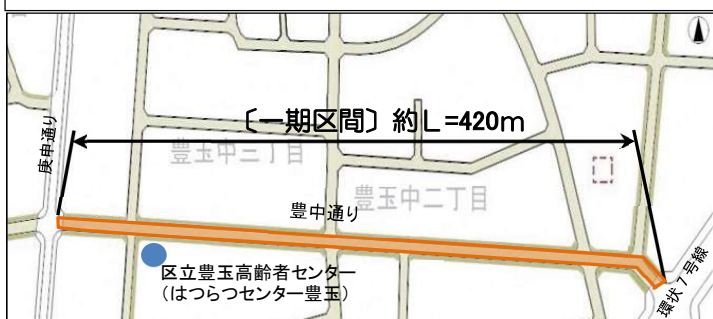 〔一期区間〕約L=420m
庚申通り
豊玉中三丁目
豊中通り
豊玉中二丁目
区立豊玉高齢者センター
（はつらつセンター豊玉）
環状７号線